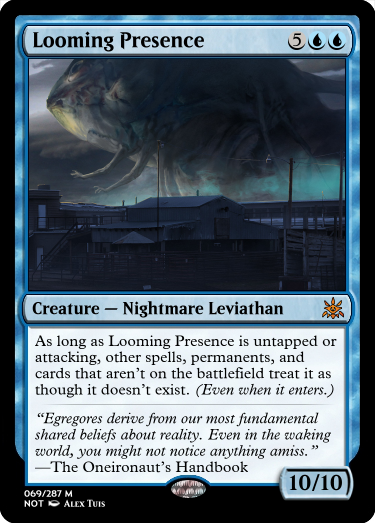 Looming Presence 5
Creature — Nightmare Leviathan
As long as Looming Presence is untapped or
attacking, other spells, permanents, and
cards that aren't on the battlefield treat it as
though it doesn't exist. (Even when it enters.)
“Egregores derive from our most fundamental
shared beliefs about reality. Even in the waking
world, you might not notice anything amiss.”
—The Oneironaut's Handbook
10/10
069/287 M
NOT Alex Tuis